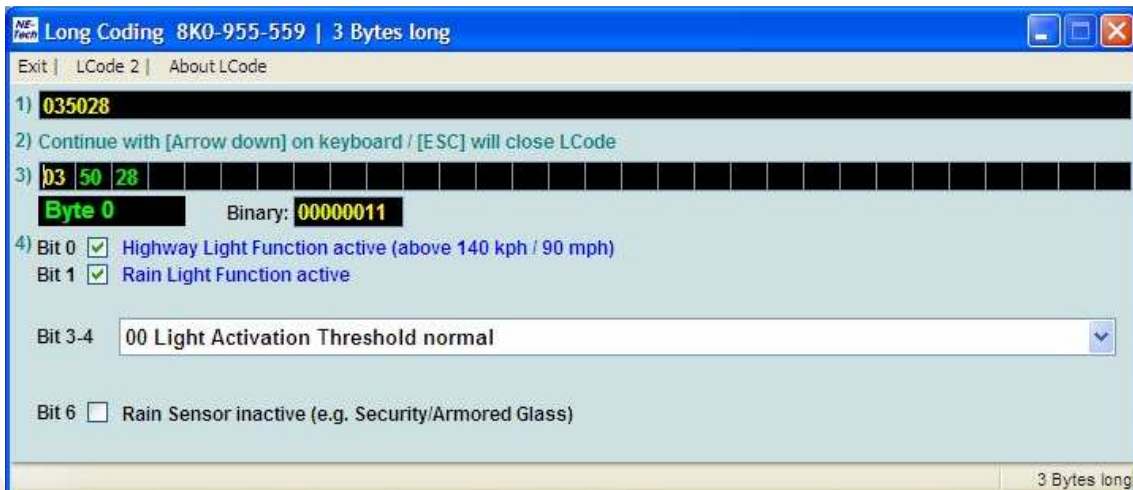 NE-Tech Long Coding 8K0-955-559 | 3 Bytes long
Exit | LCode 2 | About LCode
1) 035028
2) Continue with [Arrow down] on keyboard / [ESC] will close LCode
3) 03 50 28
Byte 0 Binary: 00000011
4) Bit 0 Highway Light Function active (above 140 kph / 90 mph)
Bit 1 Rain Light Function active
Bit 3-4 00 Light Activation Threshold normal
Bit 6 Rain Sensor inactive (e.g. Security/Armored Glass)
3 Bytes long